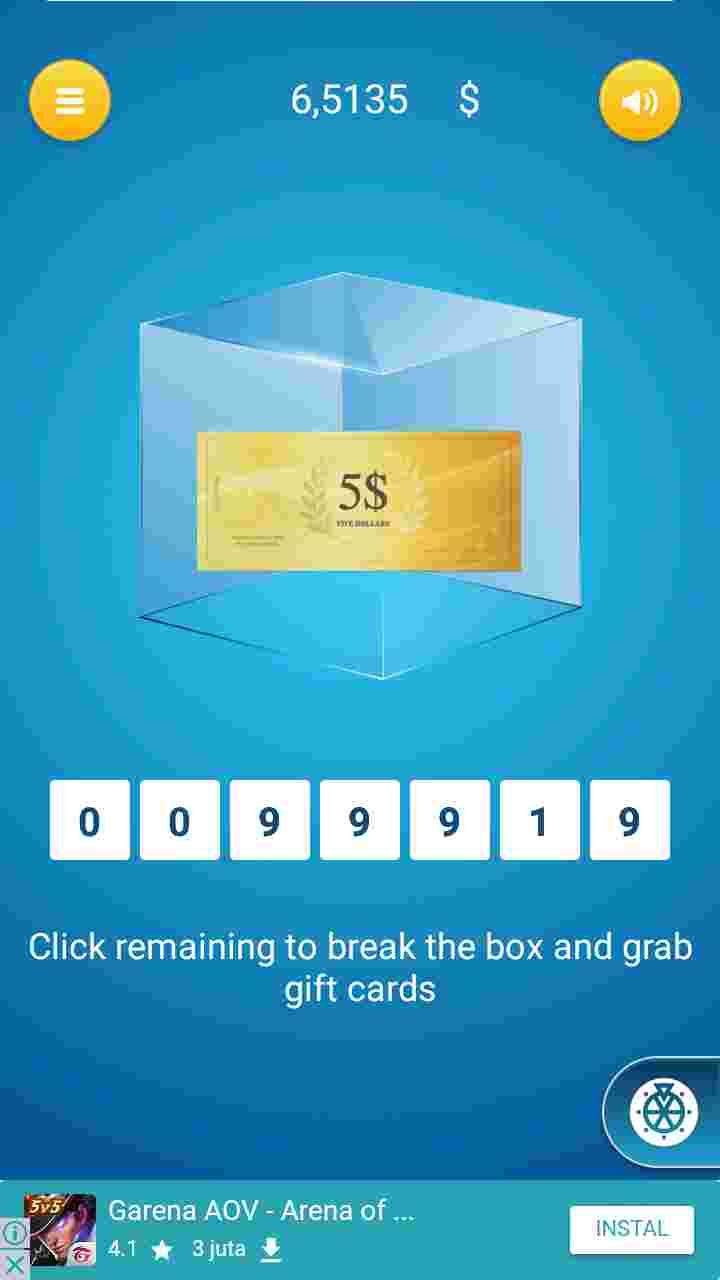 6,5135 $
5$
FIVE DOLLARS
0 0 9 9 9 1 9
Click remaining to break the box and grab
gift cards
5v5
Garena AOV - Arena of ...
4.1 3 juta
INSTAL